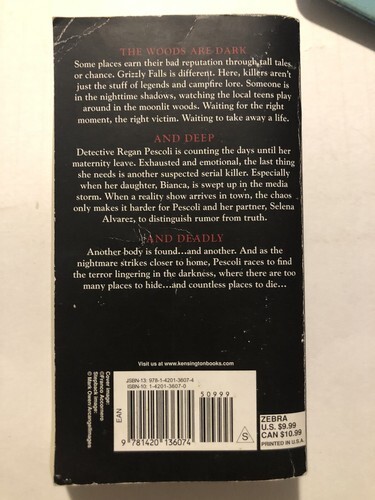 THE WOODS ARE DARK
Some places earn their bad reputation through tall tales
or chance. Grizzly Falls is different. Here, killers aren't
just the stuff of legends and campfire lore. Someone is
in the nighttime shadows, watching the local teens play
around in the moonlit woods. Waiting for the right
moment, the right victim. Waiting to take away a life.
AND DEEP
Detective Regan Pescoli is counting the days until her
maternity leave. Exhausted and emotional, the last thing
she needs is another suspected serial killer. Especially
when her daughter, Bianca, is swept up in the media
storm. When a reality show arrives in town, the chaos
only makes it harder for Pescoli and her partner, Selena
Alvarez, to distinguish rumor from truth.
AND DEADLY
Another body is found...and another. And as the
nightmare strikes closer to home, Pescoli races to find
the terror lingering in the darkness, where there are too
many places to hide...and countless places to die...
Visit us at www.kensingtonbooks.com
Cover image:
©Franco Accornero
Stepback image:
© Mark Owen/Arcangel Images
EAN
ISBN-13: 978-1-4201-3607-4
ISBN-10: 1-4201-3607-0
50999
9 781420 136074
S
ZEBRA
U.S. $9.99
CAN $10.99
PRINTED IN U.S.A.